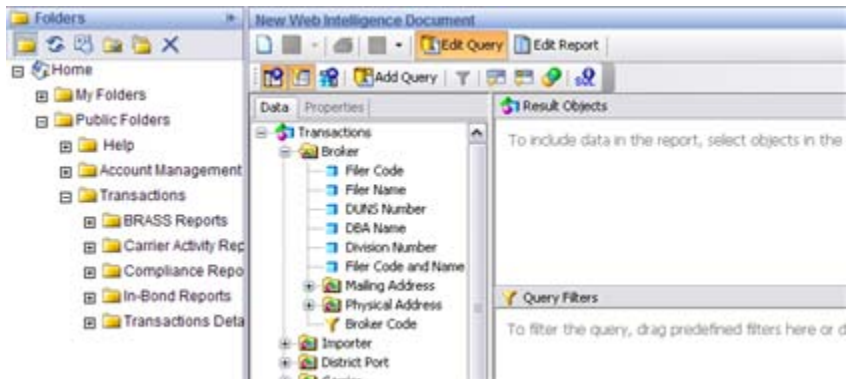 Folders
Home
My Folders
Public Folders
Help
Account Management
Transactions
BRASS Reports
Carrier Activity Rep
Compliance Repo
In-Bond Reports
Transactions Deta
New Web Intelligence Document
Edit Query Edit Report
Add Query
Data Properties
Transactions
Broker
Filer Code
Filer Name
DUNS Number
DBA Name
Division Number
Filer Code and Name
Mailing Address
Physical Address
Broker Code
Importer
District Port
Result Objects
To include data in the report, select objects in the
Query Filters
To filter the query, drag predefined filters here or d